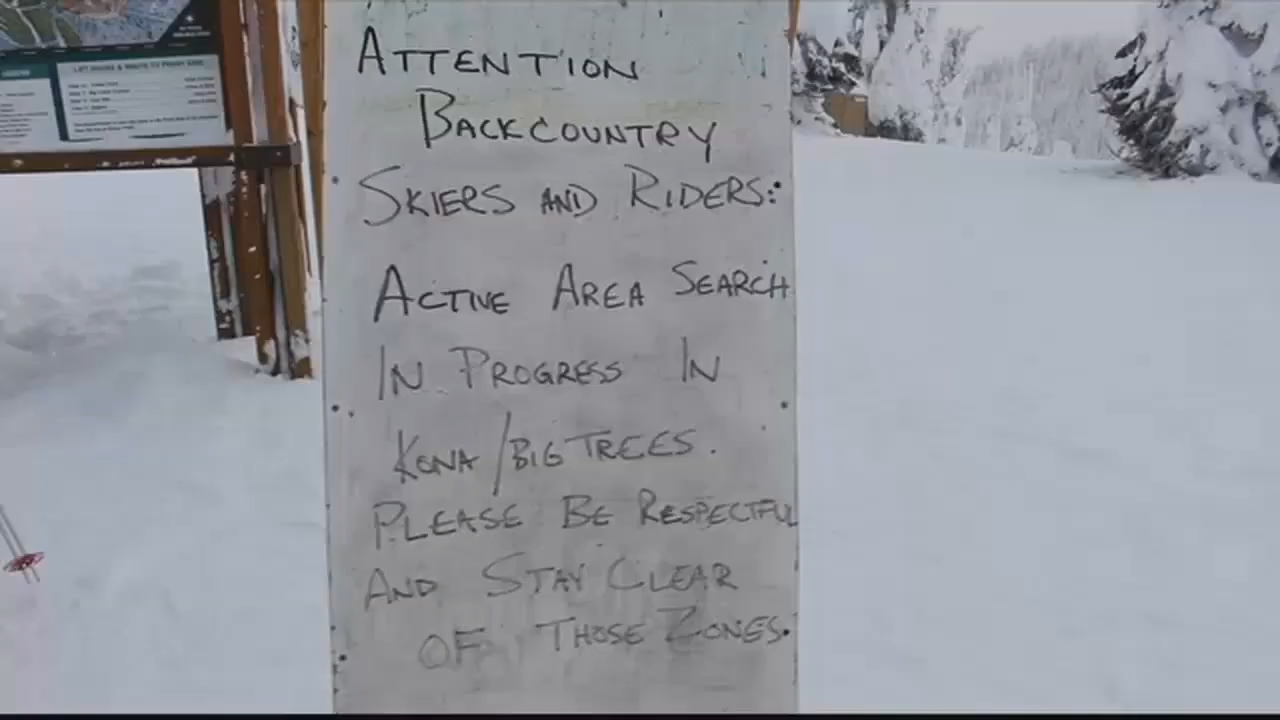 ATTENTION
BACKCOUNTRY
SKIERS AND RIDERS:
ACTIVE AREA SEARCH
IN PROGRESS IN
KONA/BIG TREES.
PLEASE BE RESPECTFUL
AND STAY CLEAR
OF THOSE ZONES.